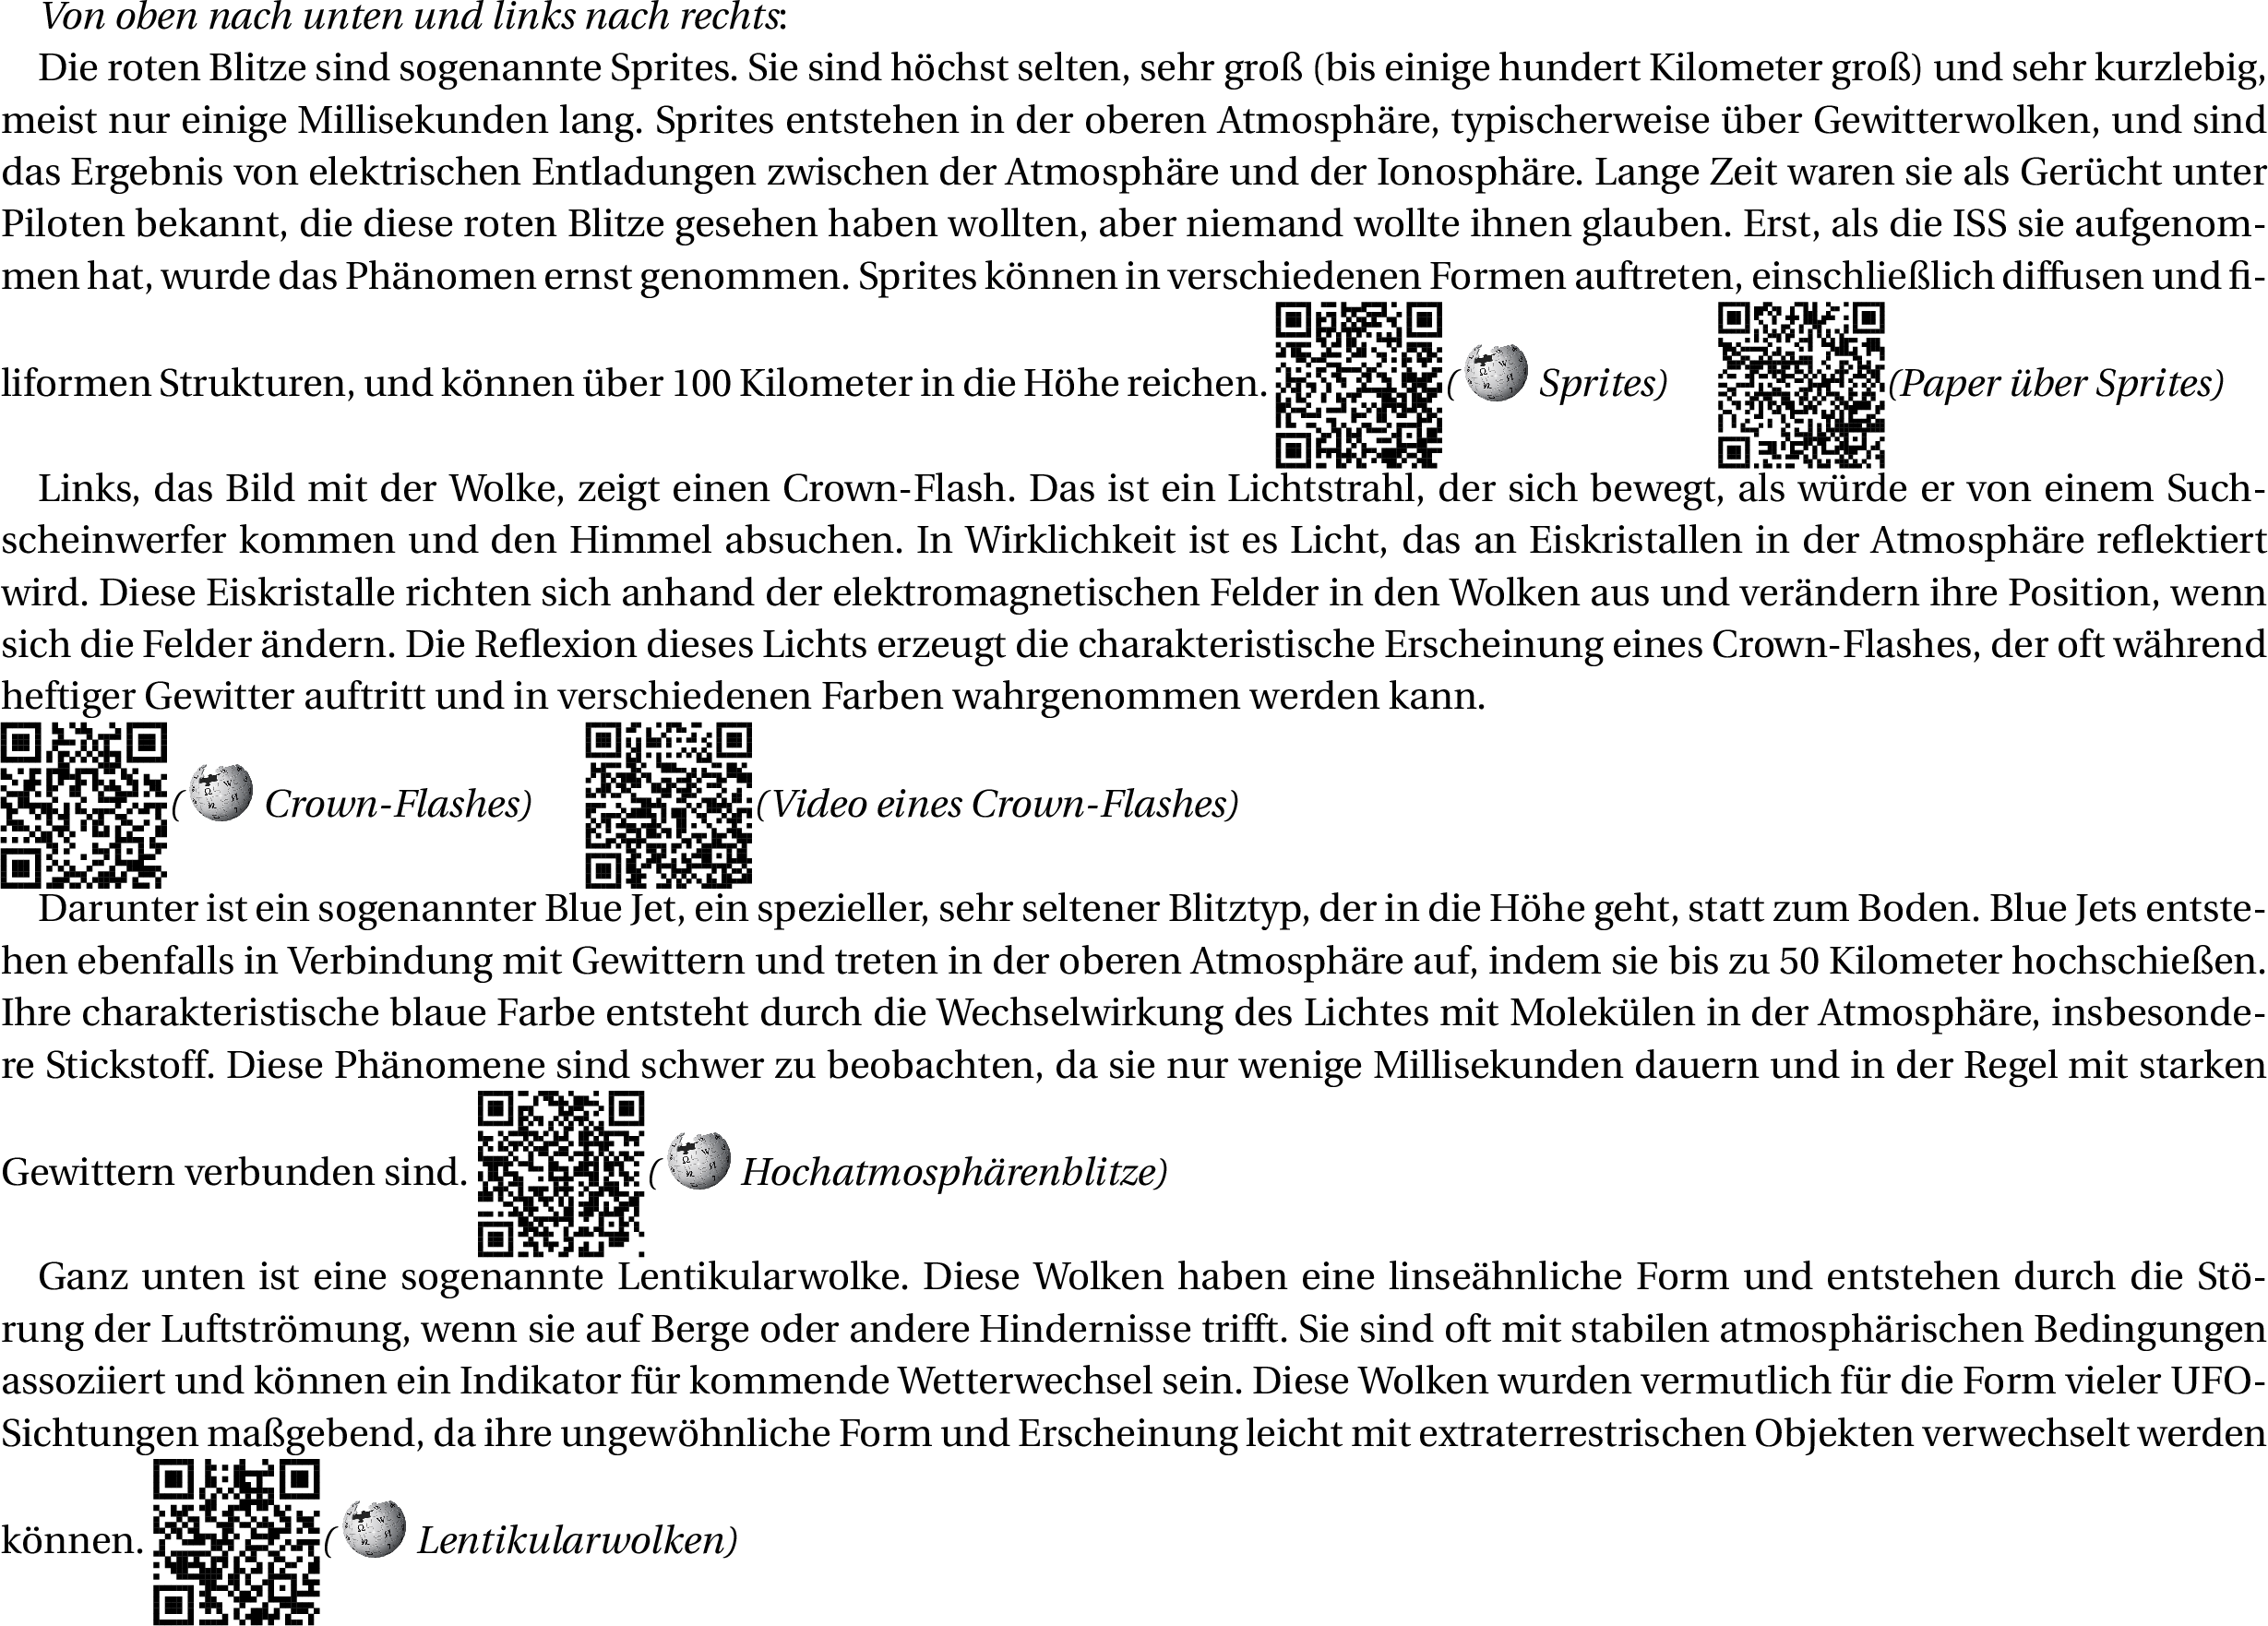 Von oben nach unten und links nach rechts:
Die roten Blitze sind sogenannte Sprites. Sie sind höchst selten, sehr groß (bis einige hundert Kilometer groß) und sehr kurzlebig,
meist nur einige Millisekunden lang. Sprites entstehen in der oberen Atmosphäre, typischerweise über Gewitterwolken, und sind
das Ergebnis von elektrischen Entladungen zwischen der Atmosphäre und der Ionosphäre. Lange Zeit waren sie als Gerücht unter
Piloten bekannt, die diese roten Blitze gesehen haben wollten, aber niemand wollte ihnen glauben. Erst, als die ISS sie aufgenom-
men hat, wurde das Phänomen ernst genommen. Sprites können in verschiedenen Formen auftreten, einschließlich diffusen und fi-
liformen Strukturen, und können über 100 Kilometer in die Höhe reichen. ( Sprites) (Paper über Sprites)
Links, das Bild mit der Wolke, zeigt einen Crown-Flash. Das ist ein Lichtstrahl, der sich bewegt, als würde er von einem Such-
scheinwerfer kommen und den Himmel absuchen. In Wirklichkeit ist es Licht, das an Eiskristallen in der Atmosphäre reflektiert
wird. Diese Eiskristalle richten sich anhand der elektromagnetischen Felder in den Wolken aus und verändern ihre Position, wenn
sich die Felder ändern. Die Reflexion dieses Lichts erzeugt die charakteristische Erscheinung eines Crown-Flashes, der oft während
heftiger Gewitter auftritt und in verschiedenen Farben wahrgenommen werden kann.
( Crown-Flashes) (Video eines Crown-Flashes)
Darunter ist ein sogenannter Blue Jet, ein spezieller, sehr seltener Blitztyp, der in die Höhe geht, statt zum Boden. Blue Jets entste-
hen ebenfalls in Verbindung mit Gewittern und treten in der oberen Atmosphäre auf, indem sie bis zu 50 Kilometer hochschießen.
Ihre charakteristische blaue Farbe entsteht durch die Wechselwirkung des Lichtes mit Molekülen in der Atmosphäre, insbesonde-
re Stickstoff. Diese Phänomene sind schwer zu beobachten, da sie nur wenige Millisekunden dauern und in der Regel mit starken
Gewittern verbunden sind. ( Hochatmosphärenblitze)
Ganz unten ist eine sogenannte Lentikularwolke. Diese Wolken haben eine linseähnliche Form und entstehen durch die Stö-
rung der Luftströmung, wenn sie auf Berge oder andere Hindernisse trifft. Sie sind oft mit stabilen atmosphärischen Bedingungen
assoziiert und können ein Indikator für kommende Wetterwechsel sein. Diese Wolken wurden vermutlich für die Form vieler UFO-
Sichtungen maßgebend, da ihre ungewöhnliche Form und Erscheinung leicht mit extraterrestrischen Objekten verwechselt werden
können. ( Lentikularwolken)